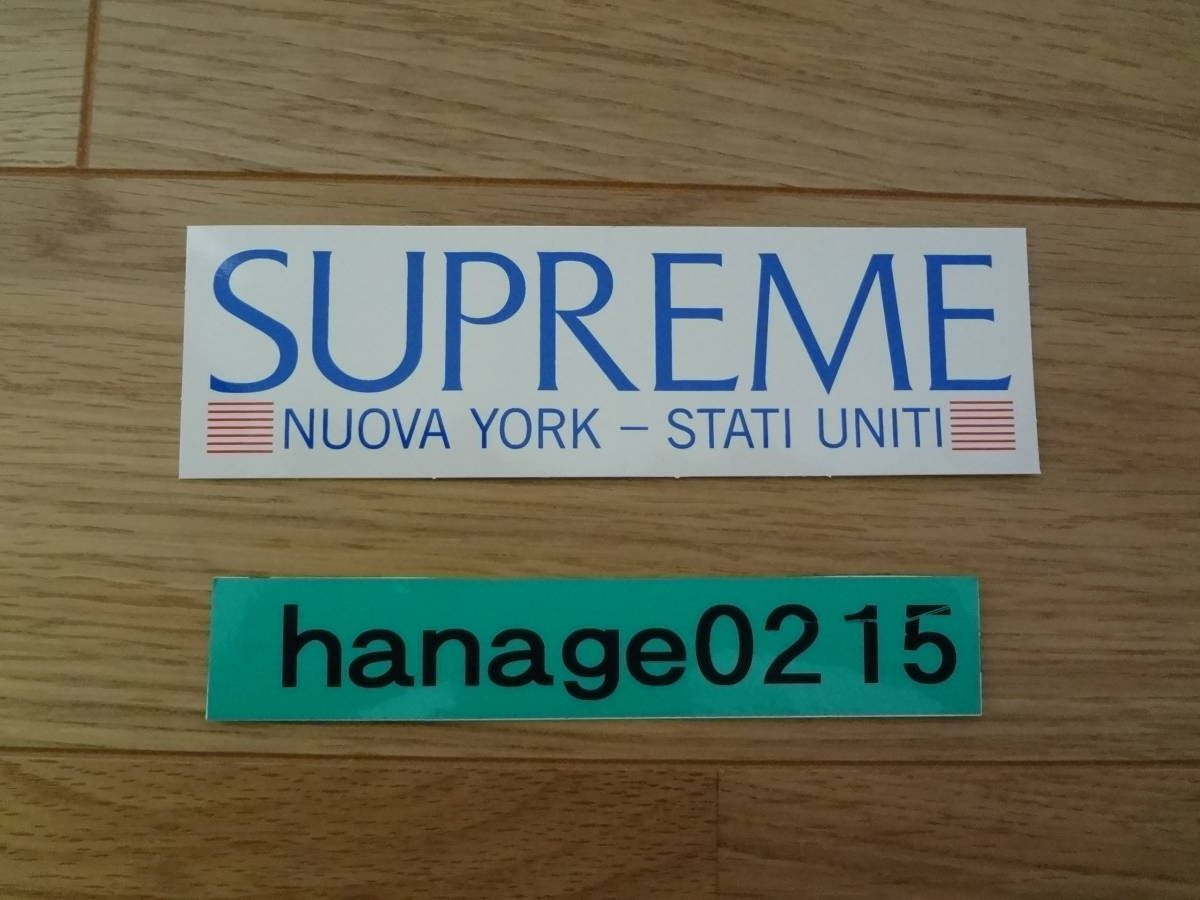 SUPREME
NUOVA YORK – STATI UNITI
hanage0215